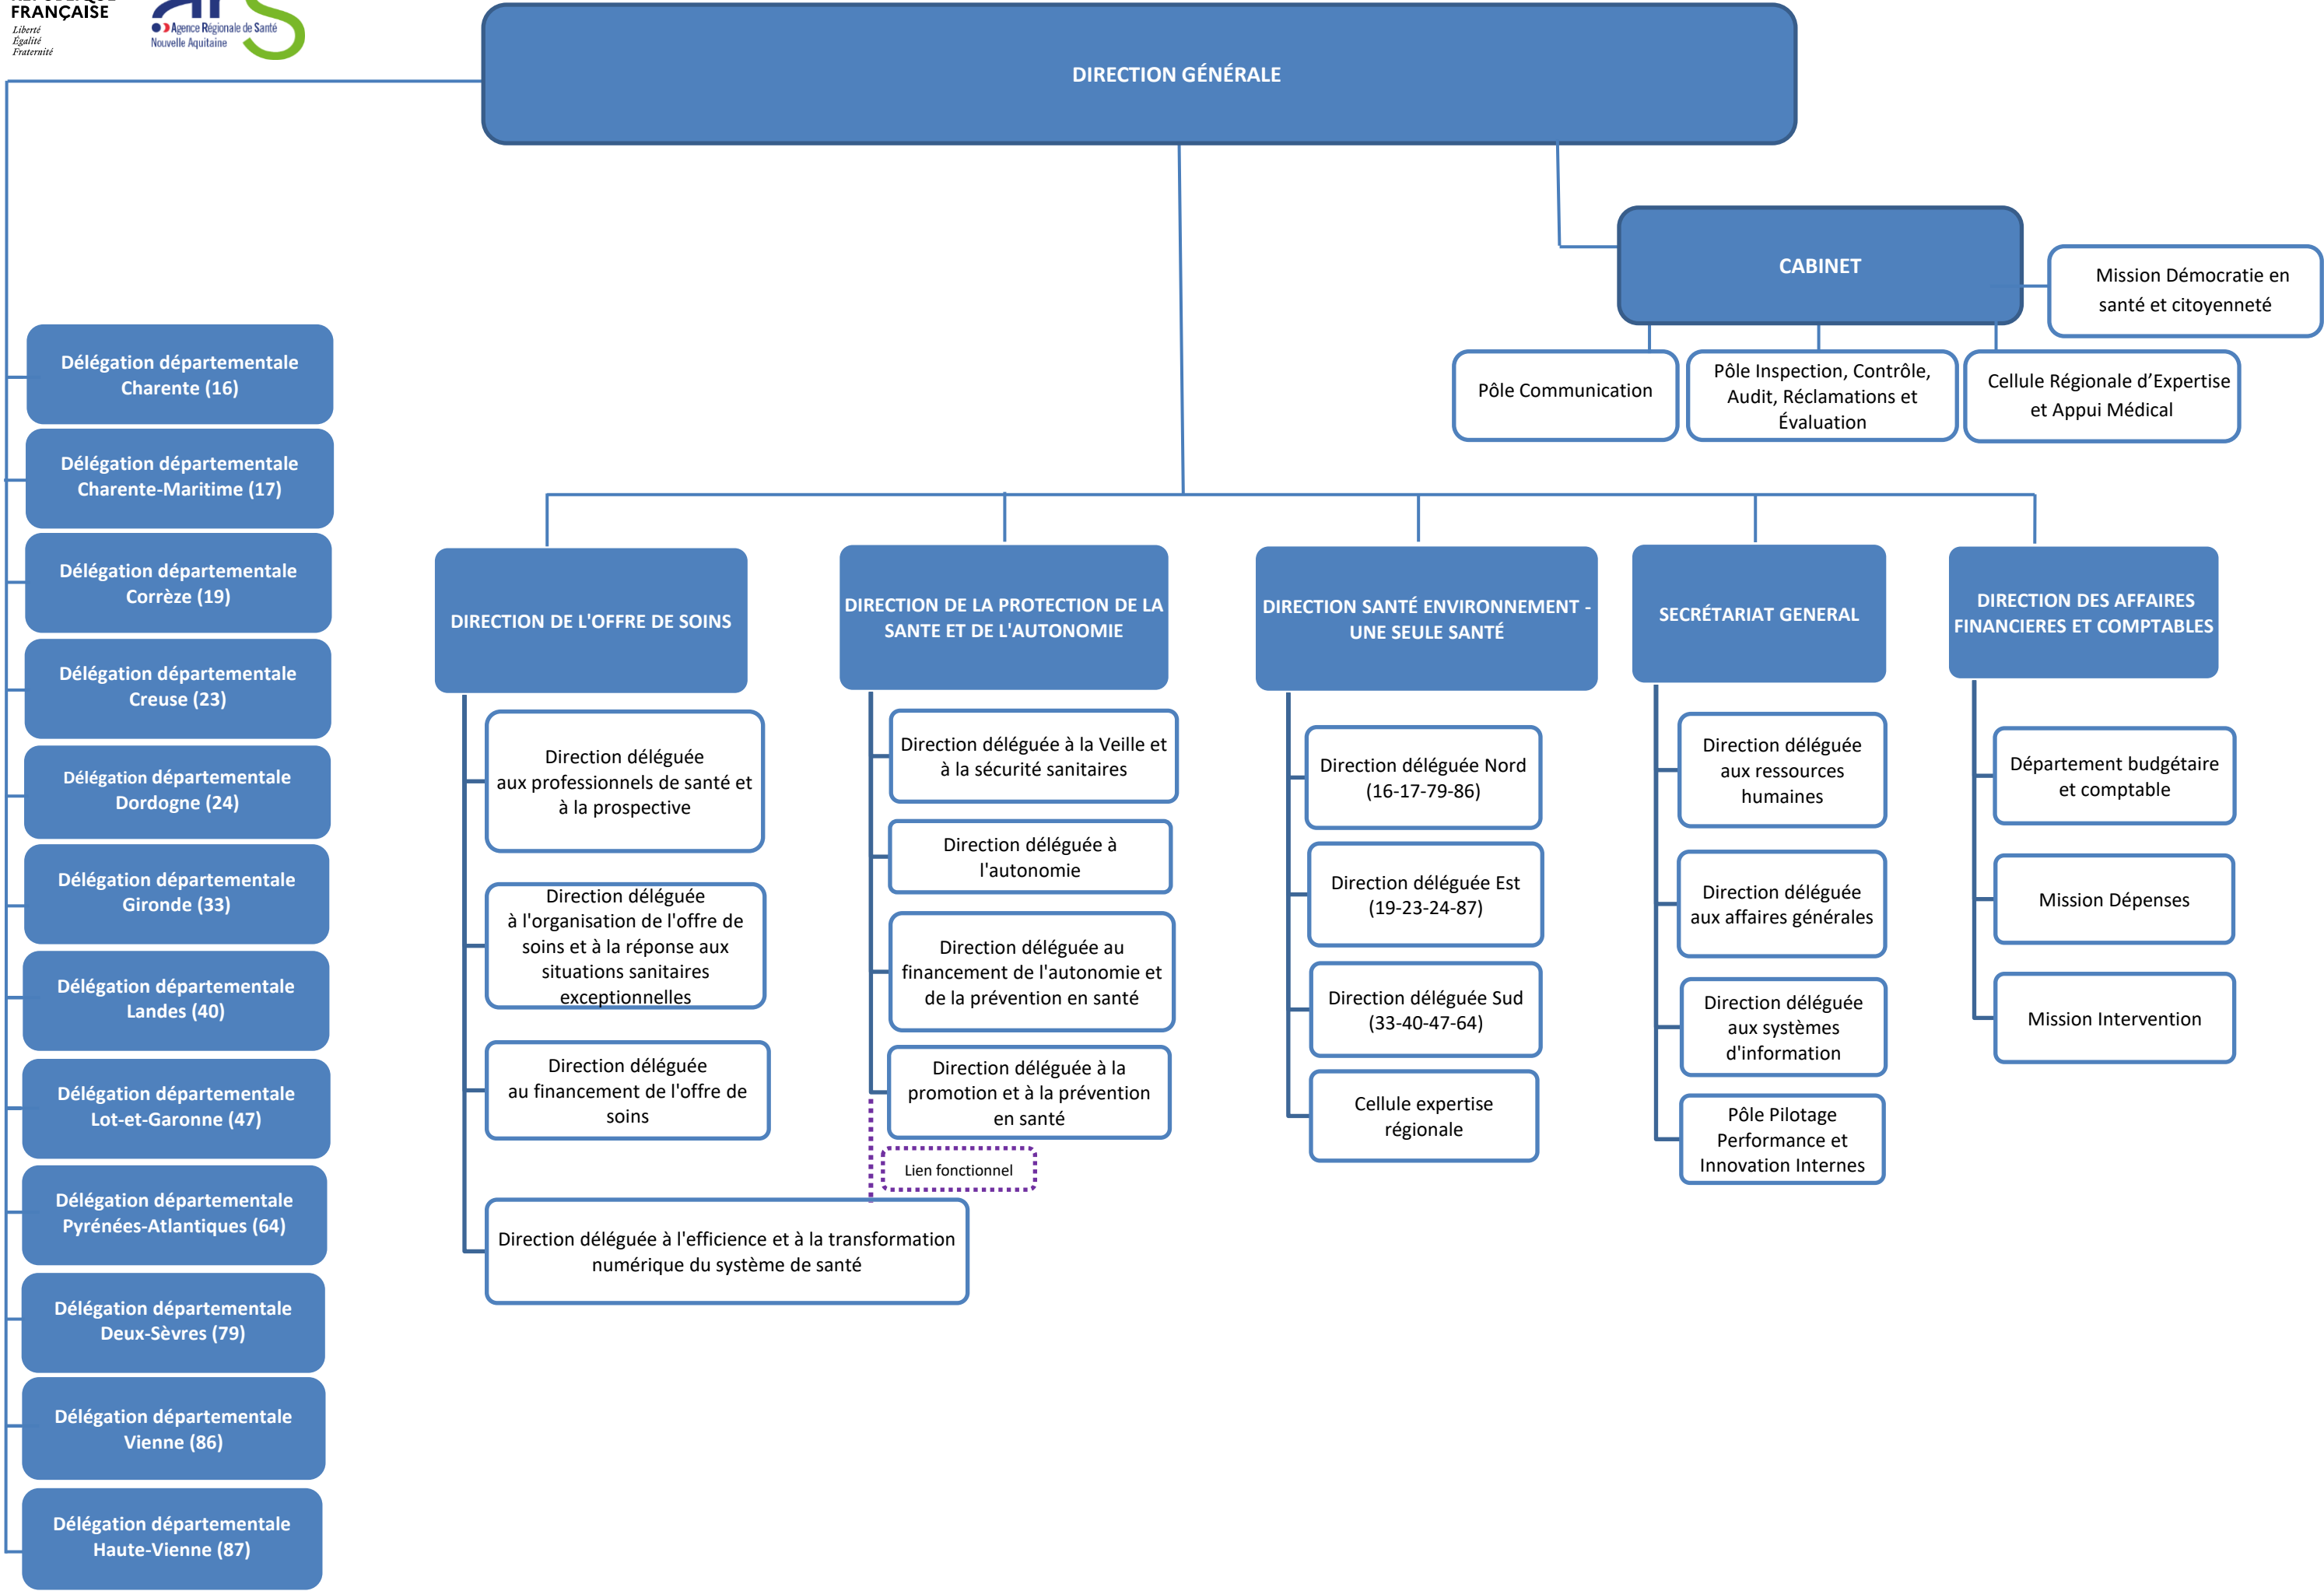 FRANÇAISE
Liberté
Égalité
Fraternité
Agence Régionale de Santé
Nouvelle Aquitaine
DIRECTION GÉNÉRALE
CABINET
Mission Démocratie en
santé et citoyenneté
Pôle Communication
Pôle Inspection, Contrôle,
Audit, Réclamations et
Évaluation
Cellule Régionale d’Expertise
et Appui Médical
Délégation départementale
Charente (16)
Délégation départementale
Charente-Maritime (17)
Délégation départementale
Corrèze (19)
Délégation départementale
Creuse (23)
Délégation départementale
Dordogne (24)
Délégation départementale
Gironde (33)
Délégation départementale
Landes (40)
Délégation départementale
Lot-et-Garonne (47)
Délégation départementale
Pyrénées-Atlantiques (64)
Délégation départementale
Deux-Sèvres (79)
Délégation départementale
Vienne (86)
Délégation départementale
Haute-Vienne (87)
DIRECTION DE L'OFFRE DE SOINS
Direction déléguée
aux professionnels de santé et
à la prospective
Direction déléguée
à l'organisation de l'offre de
soins et à la réponse aux
situations sanitaires
exceptionnelles
Direction déléguée
au financement de l'offre de
soins
Direction déléguée à l'efficience et à la transformation
numérique du système de santé
DIRECTION DE LA PROTECTION DE LA
SANTE ET DE L'AUTONOMIE
Direction déléguée à la Veille et
à la sécurité sanitaires
Direction déléguée à
l'autonomie
Direction déléguée au
financement de l'autonomie et
de la prévention en santé
Direction déléguée à la
promotion et à la prévention
en santé
Lien fonctionnel
DIRECTION SANTÉ ENVIRONNEMENT -
UNE SEULE SANTÉ
Direction déléguée Nord
(16-17-79-86)
Direction déléguée Est
(19-23-24-87)
Direction déléguée Sud
(33-40-47-64)
Cellule expertise
régionale
SECRÉTARIAT GENERAL
Direction déléguée
aux ressources
humaines
Direction déléguée
aux affaires générales
Direction déléguée
aux systèmes
d'information
Pôle Pilotage
Performance et
Innovation Internes
DIRECTION DES AFFAIRES
FINANCIERES ET COMPTABLES
Département budgétaire
et comptable
Mission Dépenses
Mission Intervention